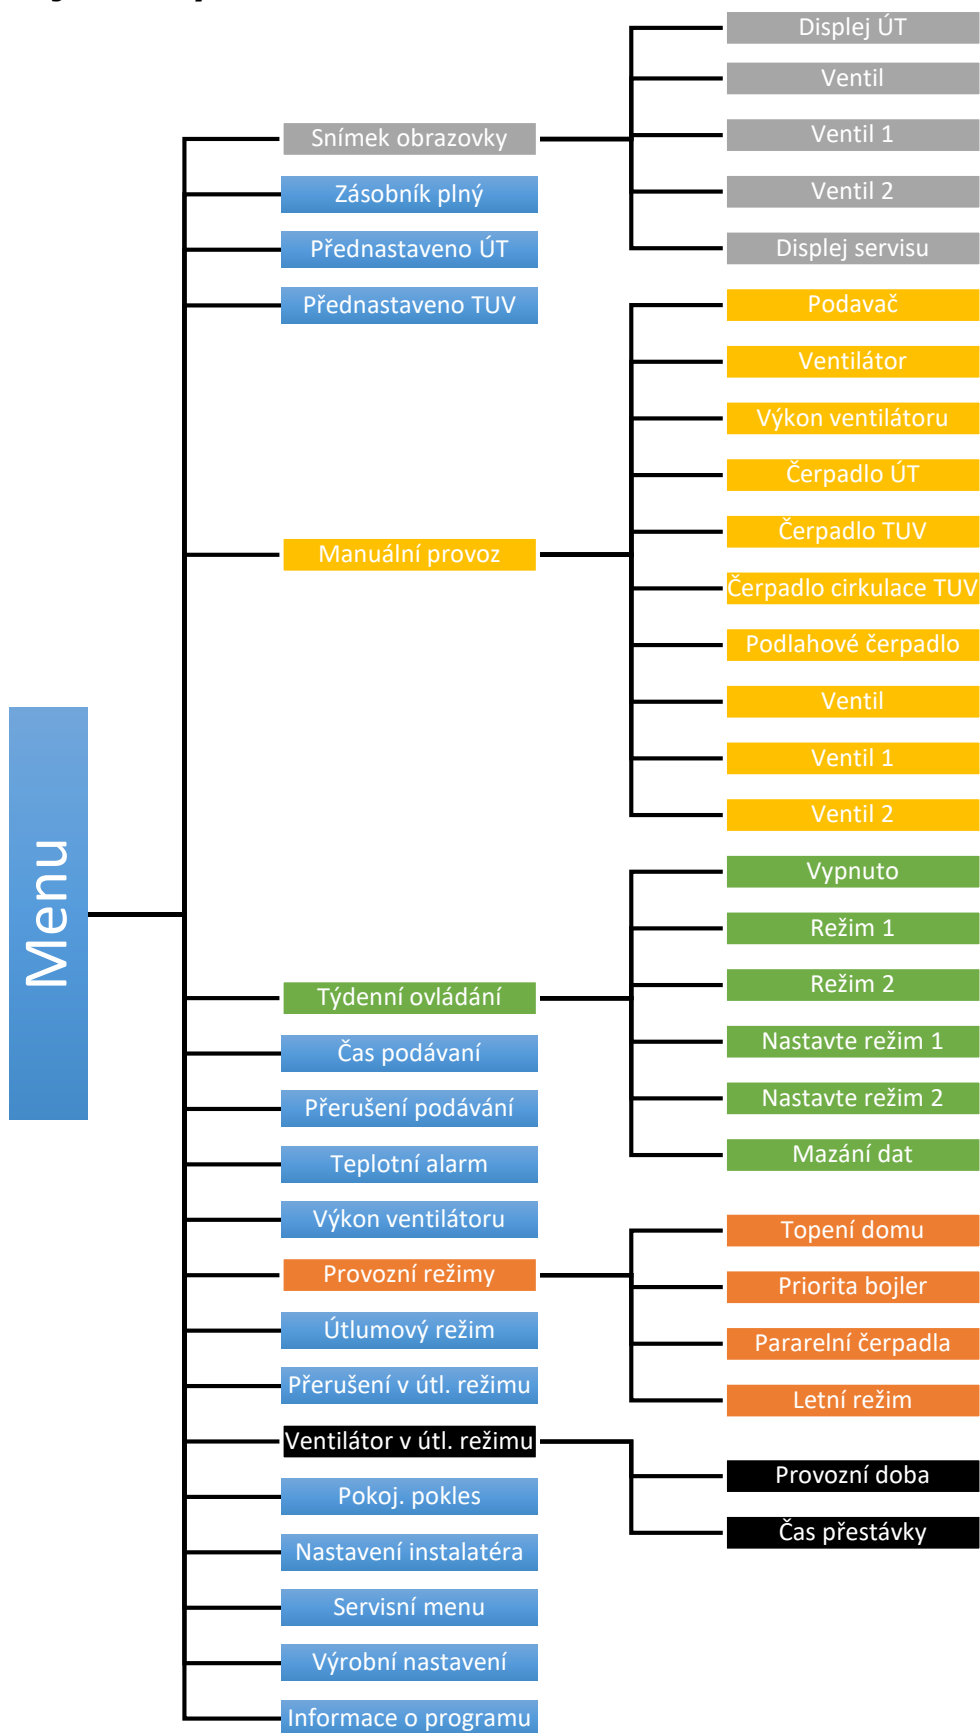 Menu
Snímek obrazovky
Displej ÚT
Ventil
Ventil 1
Ventil 2
Displej servisu
Zásobník plný
Přednastaveno ÚT
Přednastaveno TUV
Manuální provoz
Podavač
Ventilátor
Výkon ventilátoru
Čerpadlo ÚT
Čerpadlo TUV
Čerpadlo cirkulace TUV
Podlahové čerpadlo
Ventil
Ventil 1
Ventil 2
Týdenní ovládání
Vypnuto
Režim 1
Režim 2
Nastavte režim 1
Nastavte režim 2
Mazání dat
Čas podávaní
Přerušení podávání
Teplotní alarm
Výkon ventilátoru
Provozní režimy
Topení domu
Priorita bojler
Pararelní čerpadla
Letní režim
Útlumový režim
Přerušení v útl. režimu
Ventilátor v útl. režimu
Provozní doba
Čas přestávky
Pokoj. pokles
Nastavení instalatéra
Servisní menu
Výrobní nastavení
Informace o programu